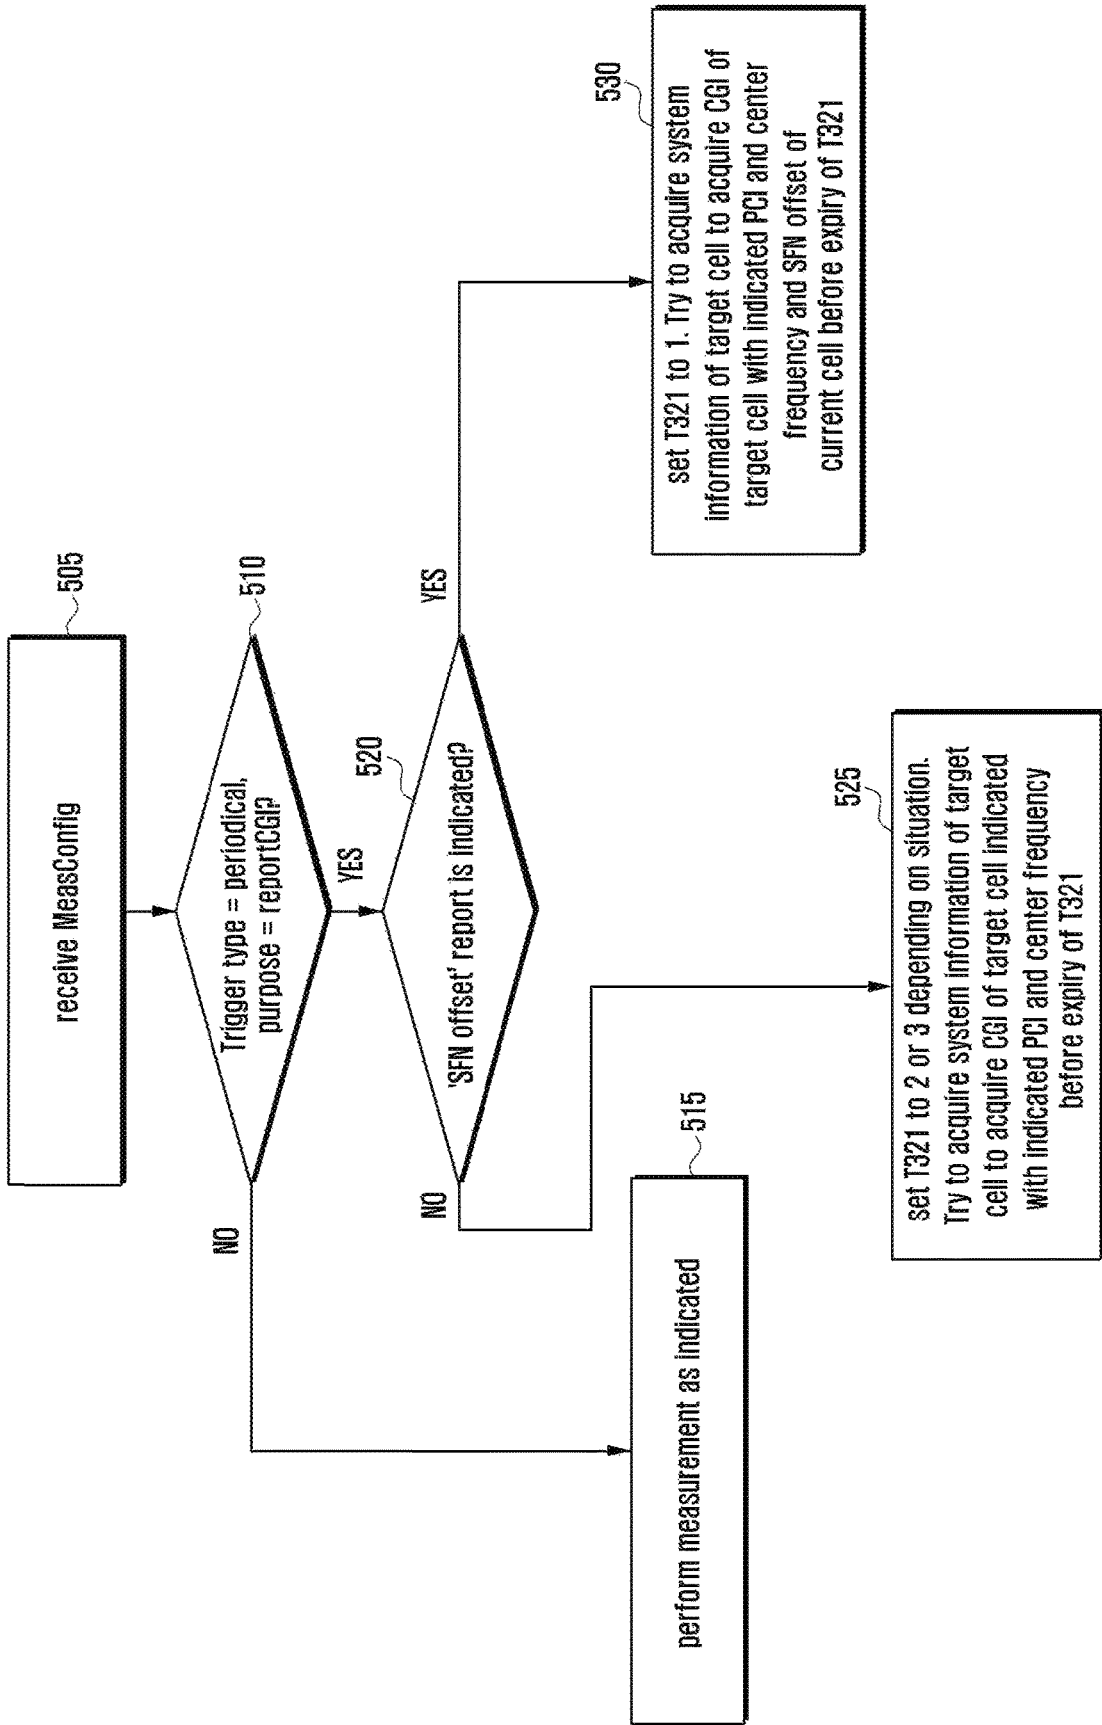 505
receive MeasConfig
510
Trigger type = periodical,
purpose = reportCGI?
NO
YES
520
'SFN offset' report is indicated?
NO
YES
515
perform measurement as indicated
525
set T321 to 2 or 3 depending on situation.
Try to acquire system information of target
cell to acquire CGI of target cell indicated
with indicated PCI and center frequency
before expiry of T321
530
set T321 to 1. Try to acquire system
information of target cell to acquire CGI of
target cell with indicated PCI and center
frequency and SFN offset of
current cell before expiry of T321